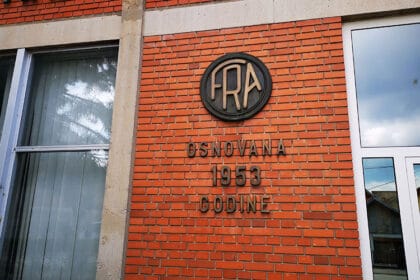 FRA
OSNOVANA
1953
GODINE